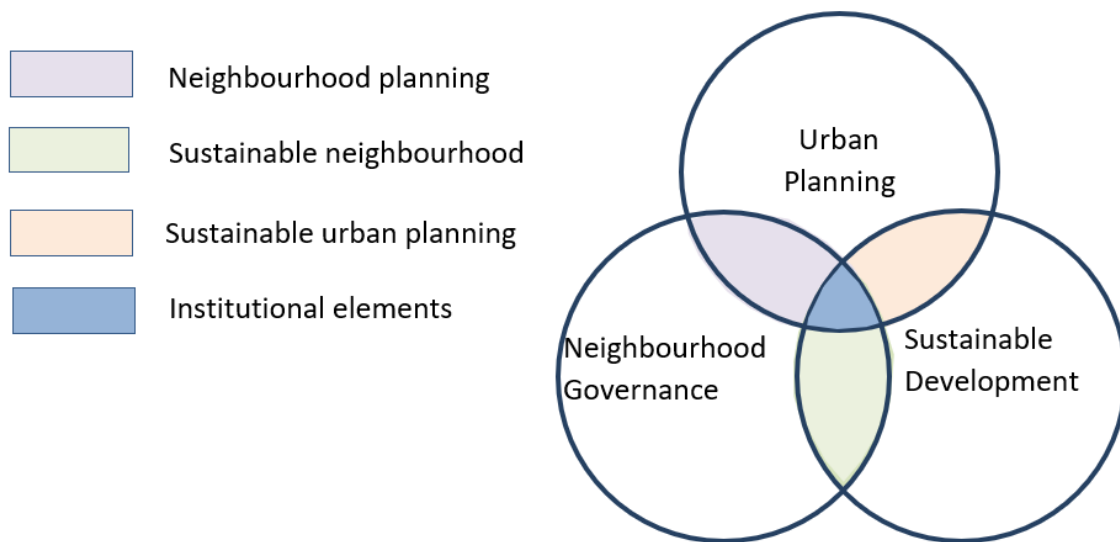 Neighbourhood planning
Sustainable neighbourhood
Sustainable urban planning
Institutional elements
Urban
Planning
Neighbourhood
Governance
Sustainable
Development